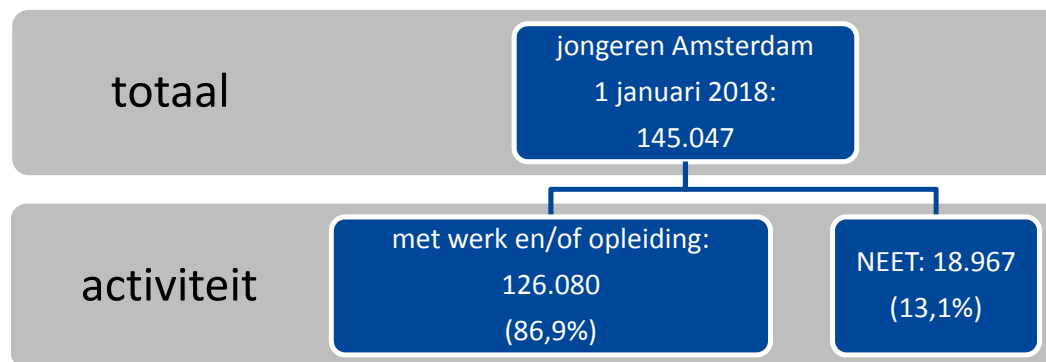 totaal
jongeren Amsterdam
1 januari 2018:
145.047
activiteit
met werk en/of opleiding:
126.080
(86,9%)
NEET: 18.967
(13,1%)